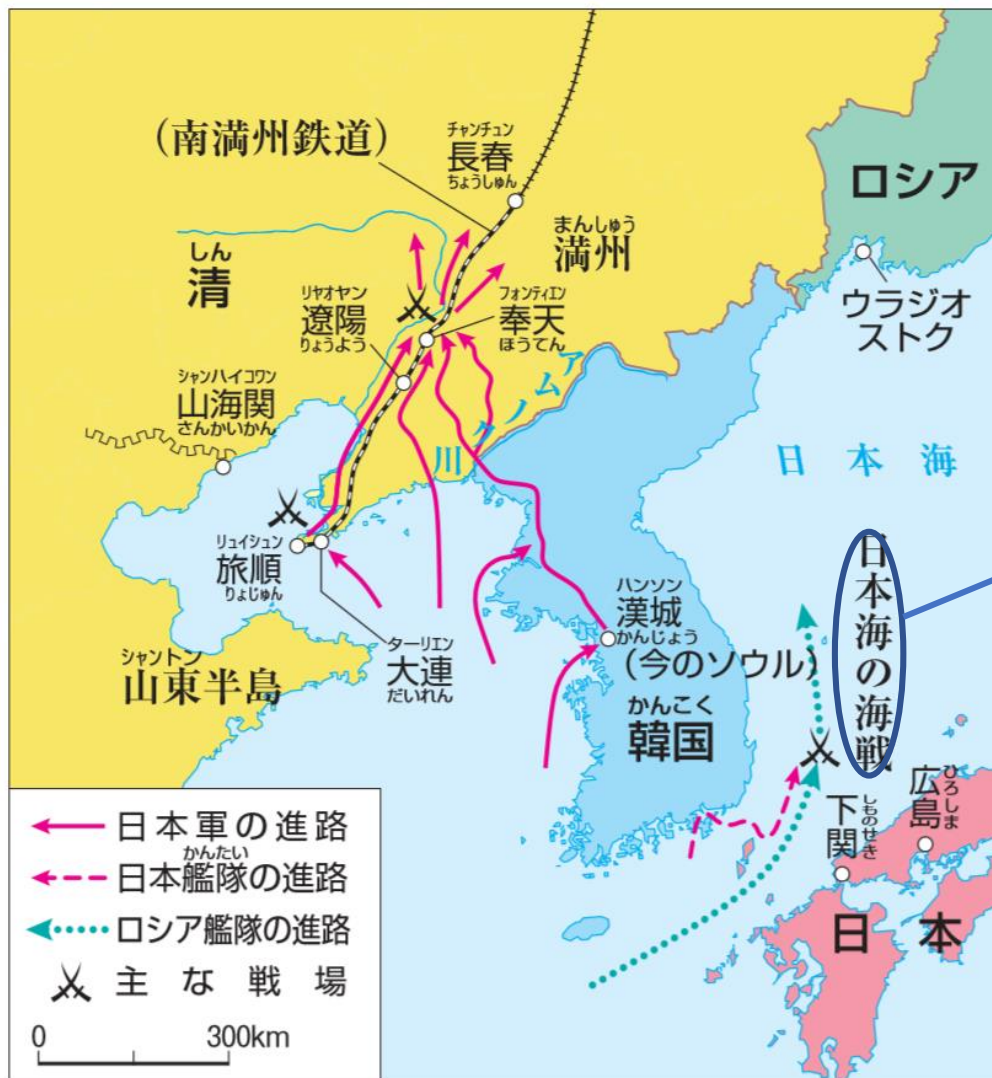 (南満州鉄道)
チャンチュン
長春
ちょうしゅん
ロシア
しん
清
まんしゅう
満州
リヤオヤン
遼陽
りょうよう
フォンティエン
奉天
ほうてん
ウラジオ
ストク
シャンハイコワン
山海関
さんかいかん
アムノック川
日本海
リュイシュン
旅順
りょじゅん
ハンソン
漢城
かんじょう
(今のソウル)
日本海の海戦
シャントン
山東半島
ターリエン
大連
だいれん
かんこく
韓国
ひろしま
広島
しものせき
下関
日本
日本軍の進路
かんたい
日本艦隊の進路
ロシア艦隊の進路
主な戦場
0 300km